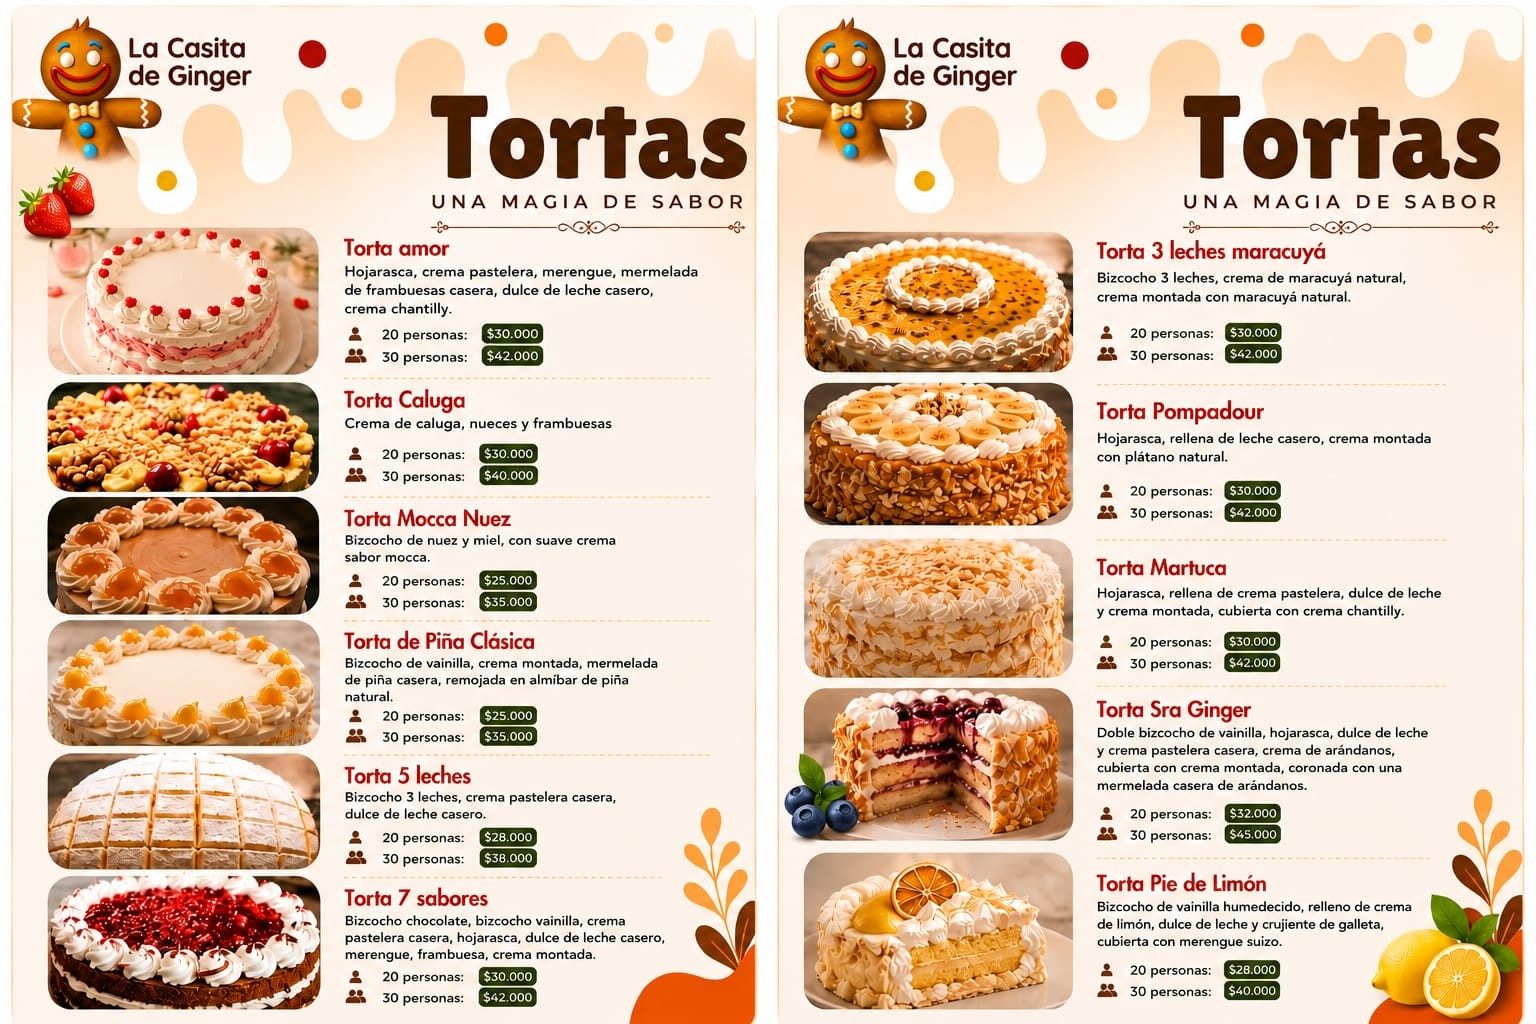 La Casita
de Ginger
Tortas
UNA MAGIA DE SABOR
Torta amor
Hojarasca, crema pastelera, merengue, mermelada
de frambuesas casera, dulce de leche casero,
crema chantilly.
20 personas: $30.000
30 personas: $42.000
Torta Caluga
Crema de caluga, nueces y frambuesas
20 personas: $30.000
30 personas: $40.000
Torta Mocca Nuez
Bizcocho de nuez y miel, con suave crema
sabor mocca.
20 personas: $25.000
30 personas: $35.000
Torta de Piña Clásica
Bizcocho de vainilla, crema montada, mermelada
de piña casera, remojada en almíbar de piña
natural.
20 personas: $25.000
30 personas: $35.000
Torta 5 leches
Bizcocho 3 leches, crema pastelera casera,
dulce de leche casero.
20 personas: $28.000
30 personas: $38.000
Torta 7 sabores
Bizcocho chocolate, bizcocho vainilla, crema
pastelera casera, hojarasca, dulce de leche casero,
merengue, frambuesa, crema montada.
20 personas: $30.000
30 personas: $42.000
La Casita
de Ginger
Tortas
UNA MAGIA DE SABOR
Torta 3 leches maracuyá
Bizcocho 3 leches, crema de maracuyá natural,
crema montada con maracuyá natural.
20 personas: $30.000
30 personas: $42.000
Torta Pompadour
Hojarasca, rellena de leche casero, crema montada
con plátano natural.
20 personas: $30.000
30 personas: $42.000
Torta Martuca
Hojarasca, rellena de crema pastelera, dulce de leche
y crema montada, cubierta con crema chantilly.
20 personas: $30.000
30 personas: $42.000
Torta Sra Ginger
Doble bizcocho de vainilla, hojarasca, dulce de leche
y crema pastelera casera, crema de arándanos,
cubierta con crema montada, coronada con una
mermelada casera de arándanos.
20 personas: $32.000
30 personas: $45.000
Torta Pie de Limón
Bizcocho de vainilla humedecido, relleno de crema
de limón, dulce de leche y crujiente de galleta,
cubierta con merengue suizo.
20 personas: $28.000
30 personas: $40.000